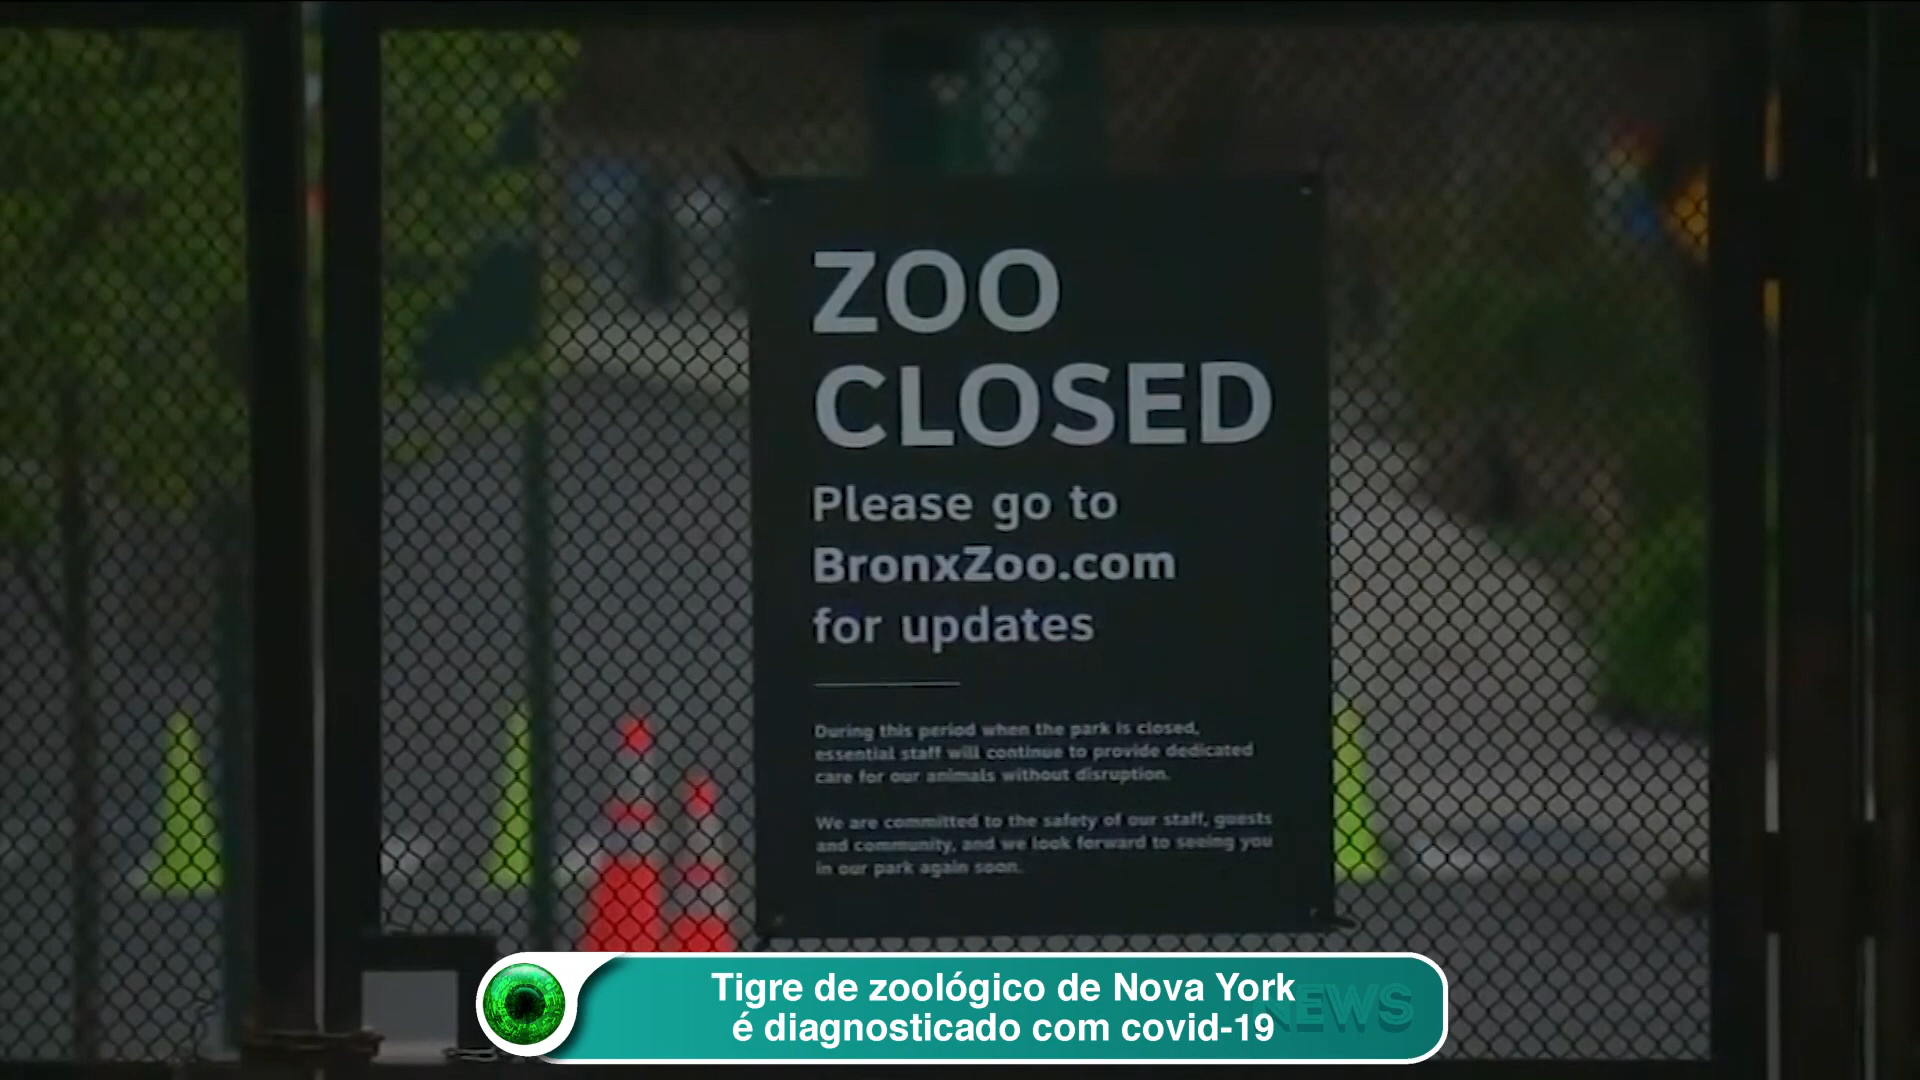 ZOO
CLOSED
Please go to
BronxZoo.com
for updates
During this period when the park is closed,
essential staff will continue to provide dedicated
care for our animals without disruption.
We are committed to the safety of our staff, guests
and community, and we look forward to seeing you
in our park again soon.
Tigre de zoológico de Nova York
é diagnosticado com covid-19
NEWS